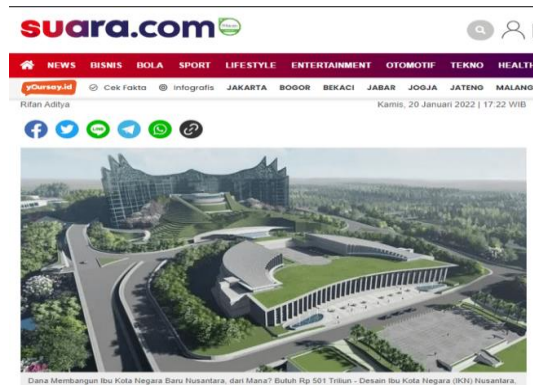 suara.com
NEWS BISNIS BOLA SPORT LIFESTYLE ENTERTAINMENT OTOMOTIF TEKNO HEALTH
yOursay.id Cek Fakta Infografis JAKARTA BOGOR BEKACI JABAR JOGJA JATENG MALANG
Rifan Aditya Kamis, 20 Januari 2022 | 17:22 WIB
Dana Membangun Ibu Kota Negara Baru Nusantara, dari Mana? Butuh Rp 501 Triliun - Desain Ibu Kota Negara (IKN) Nusantara,